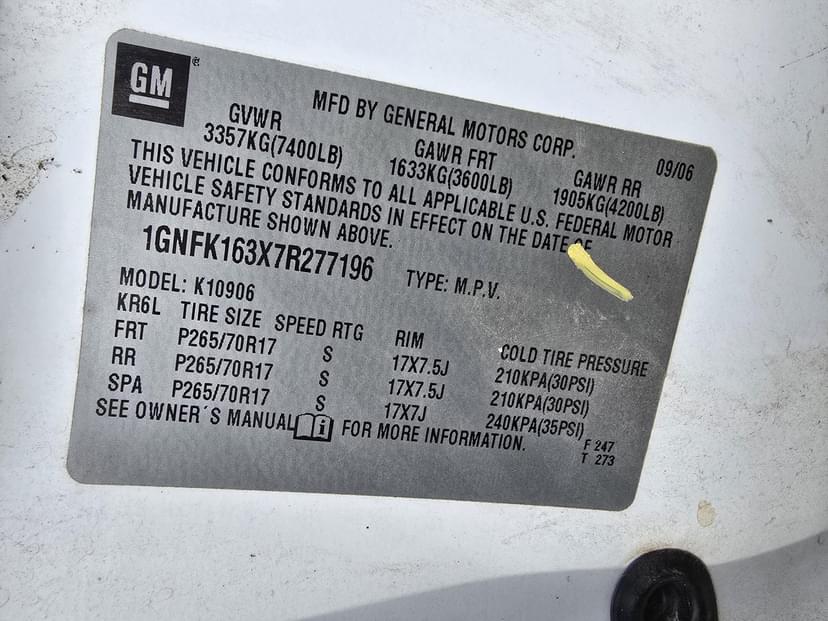 GM®
MFD BY GENERAL MOTORS CORP. 09/06
GVWR GAWR FRT GAWR RR
3357KG(7400LB) 1633KG(3600LB) 1905KG(4200LB)
THIS VEHICLE CONFORMS TO ALL APPLICABLE U.S. FEDERAL MOTOR
VEHICLE SAFETY STANDARDS IN EFFECT ON THE DATE OF
MANUFACTURE SHOWN ABOVE.
1GNFK163X7R277196 TYPE: M.P.V.
MODEL: K10906
KR6L TIRE SIZE SPEED RTG RIM COLD TIRE PRESSURE
FRT P265/70R17 S 17X7.5J 210KPA(30PSI)
RR P265/70R17 S 17X7.5J 210KPA(30PSI)
SPA P265/70R17 S 17X7J 240KPA(35PSI)
SEE OWNER´S MANUAL i FOR MORE INFORMATION.
F 247
T 273